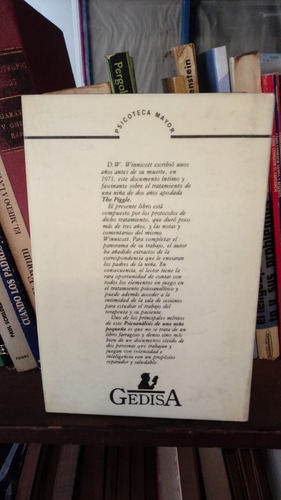 PSICOTECA MAYOR
D.W. Winnicott escribió unos
años antes de su muerte, en
1971, este documento íntimo y
fascinante sobre el tratamiento de
una niña de dos años apodada
The Piggle.
El presente libro está
compuesto por los protocolos de
dicho tratamiento, que duró poco
más de tres años, y las notas y
comentarios del mismo
Winnicott. Para completar el
panorama de su trabajo, el autor
ha añadido extractos de la
correspondencia que le enviaran
los padres de la niña. En
consecuencia, el lector tiene la
rara oportunidad de contar con
todos los elementos en juego en
el tratamiento psicoanalítico y
puede además acceder a la
intimidad de la sala de sesiones
para estudiar el trabajo del
terapeuta y su paciente.
Uno de los principales méritos
de este Psicoanálisis de una niña
pequeña es que no se trata de un
libro farragoso y denso sino más
bien de un documento vívido de
dos personas que trabajan y
juegan con intensidad e
inteligencia con un propósito
reparador y saludable.
GEDISA
Pergol
EL MIEDO A LA
CUANDO LOS PADRES